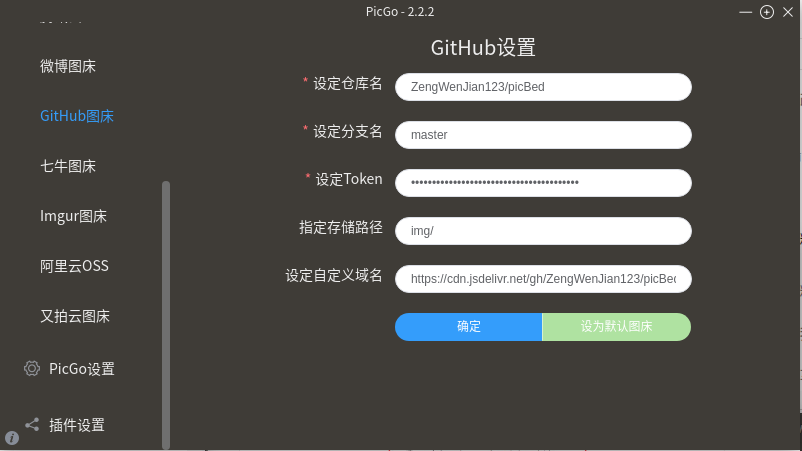 PicGo - 2.2.2
微博图床
GitHub图床
七牛图床
Imgur图床
阿里云OSS
又拍云图床
PicGo设置
插件设置
GitHub设置
* 设定仓库名
ZengWenJian123/picBed
* 设定分支名
master
* 设定Token
••••••••••••••••••••••••••••••••••••••••
指定存储路径
img/
设定自定义域名
https://cdn.jsdelivr.net/gh/ZengWenJian123/picBed
确定
设为默认图床